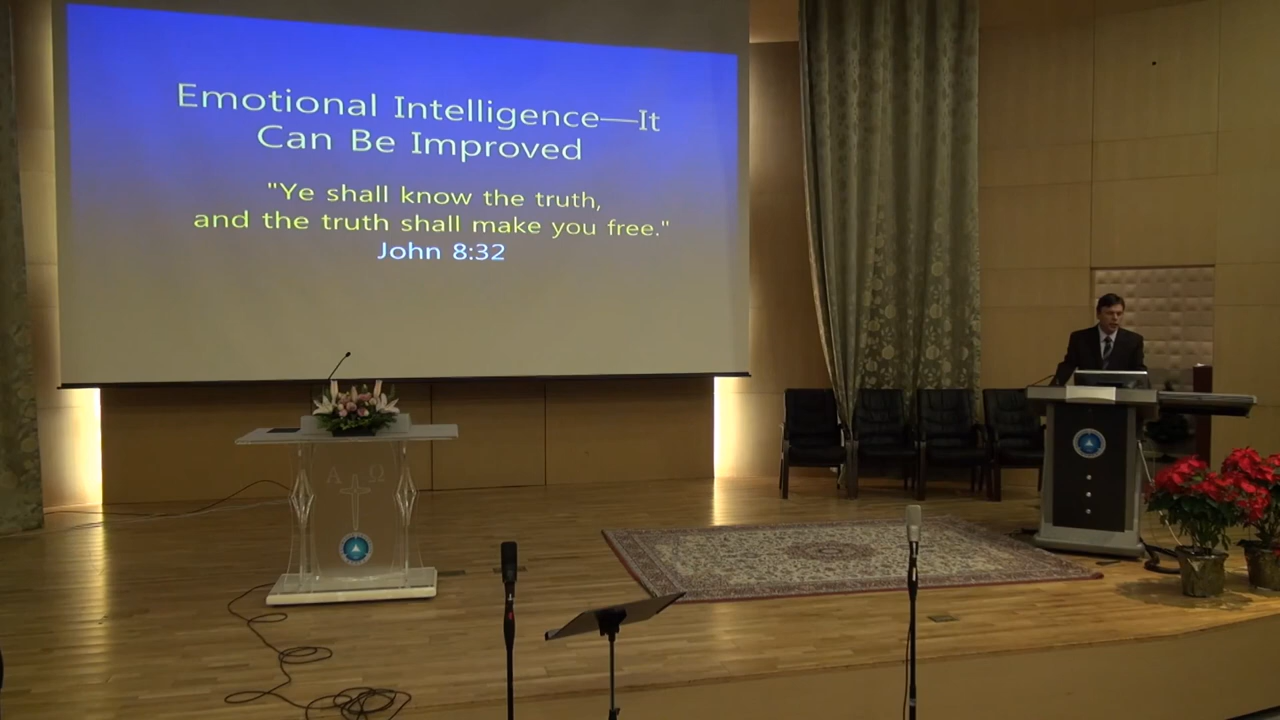 Emotional Intelligence—It
Can Be Improved
"Ye shall know the truth,
and the truth shall make you free."
John 8:32
Α Ω